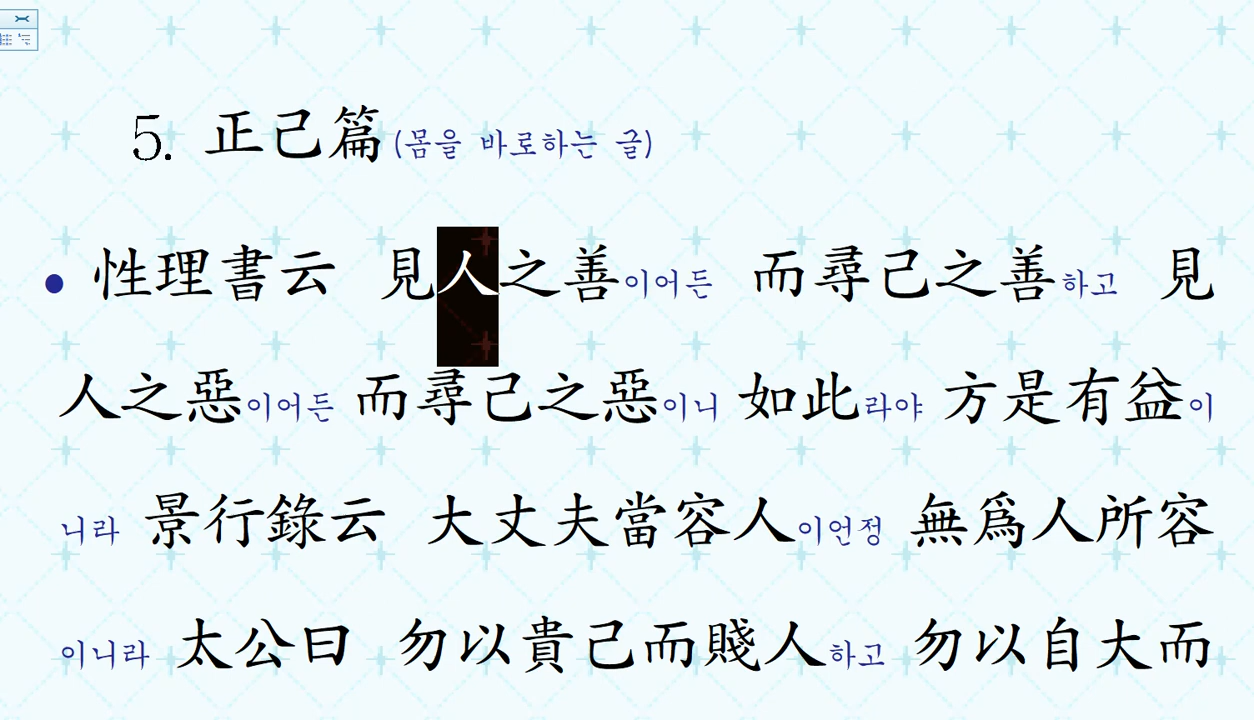 5. 正己篇(몸을 바로하는 글)
● 性理書云 見人之善이어든 而尋己之善하고 見
人之惡이어든 而尋己之惡이니 如此라야 方是有益이
니라 景行錄云 大丈夫當容人이언정 無爲人所容
이니라 太公曰 勿以貴己而賤人하고 勿以自大而